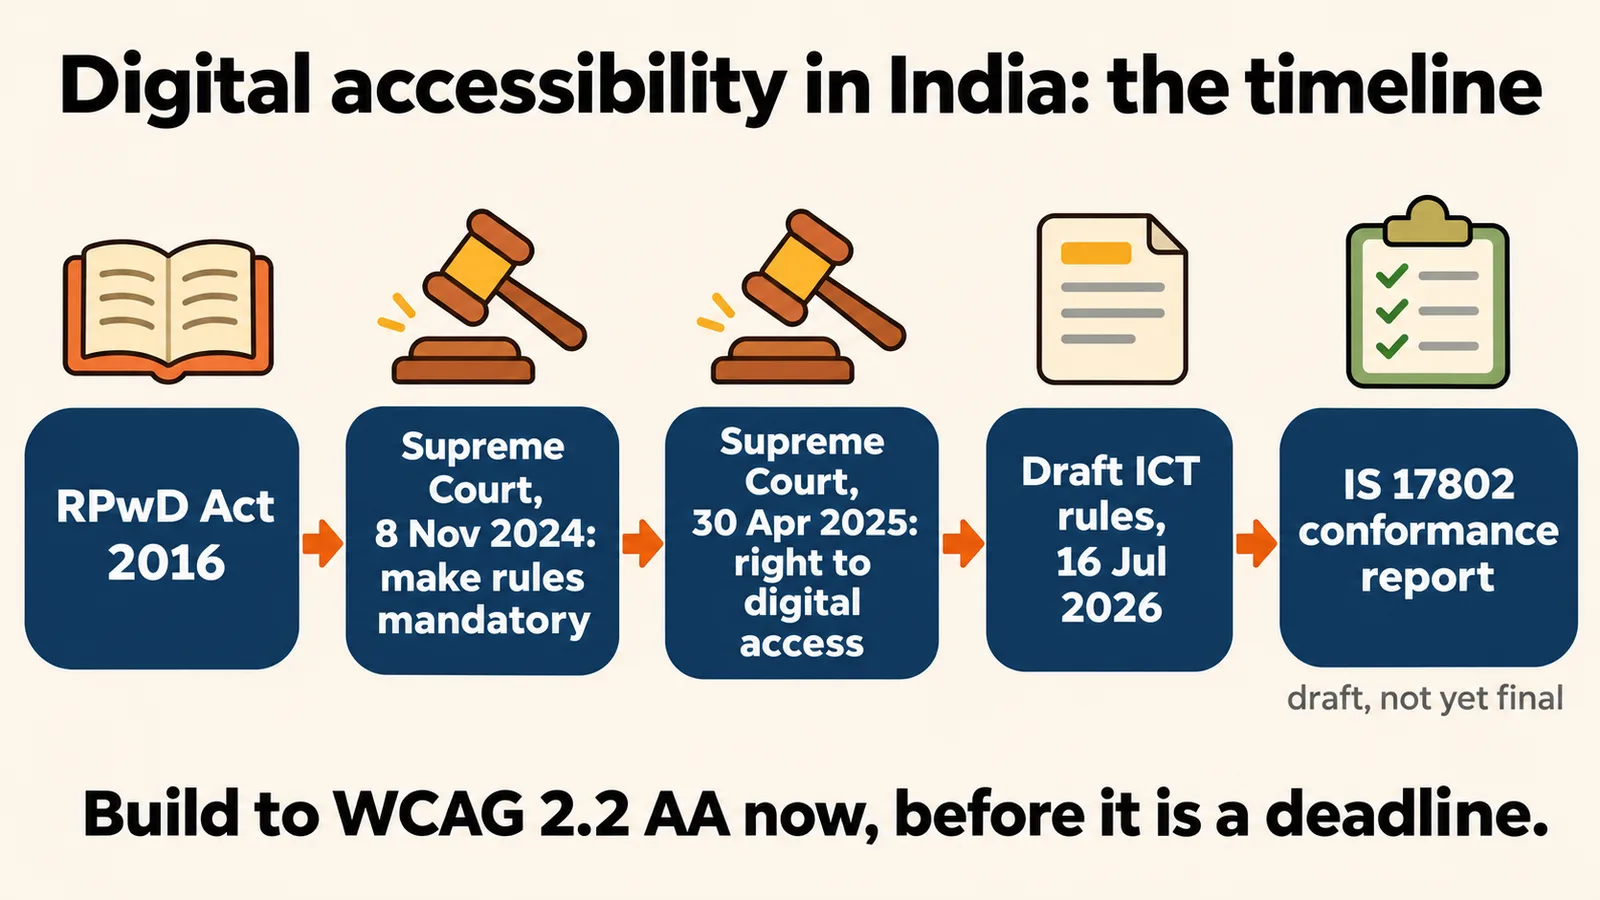 Digital accessibility in India: the timeline
RPwD Act
2016
Supreme
Court,
8 Nov 2024:
make rules
mandatory
Supreme
Court,
30 Apr 2025:
right to
digital
access
Draft ICT
rules,
16 Jul
2026
IS 17802
conformance
report
draft, not yet final
Build to WCAG 2.2 AA now, before it is a deadline.